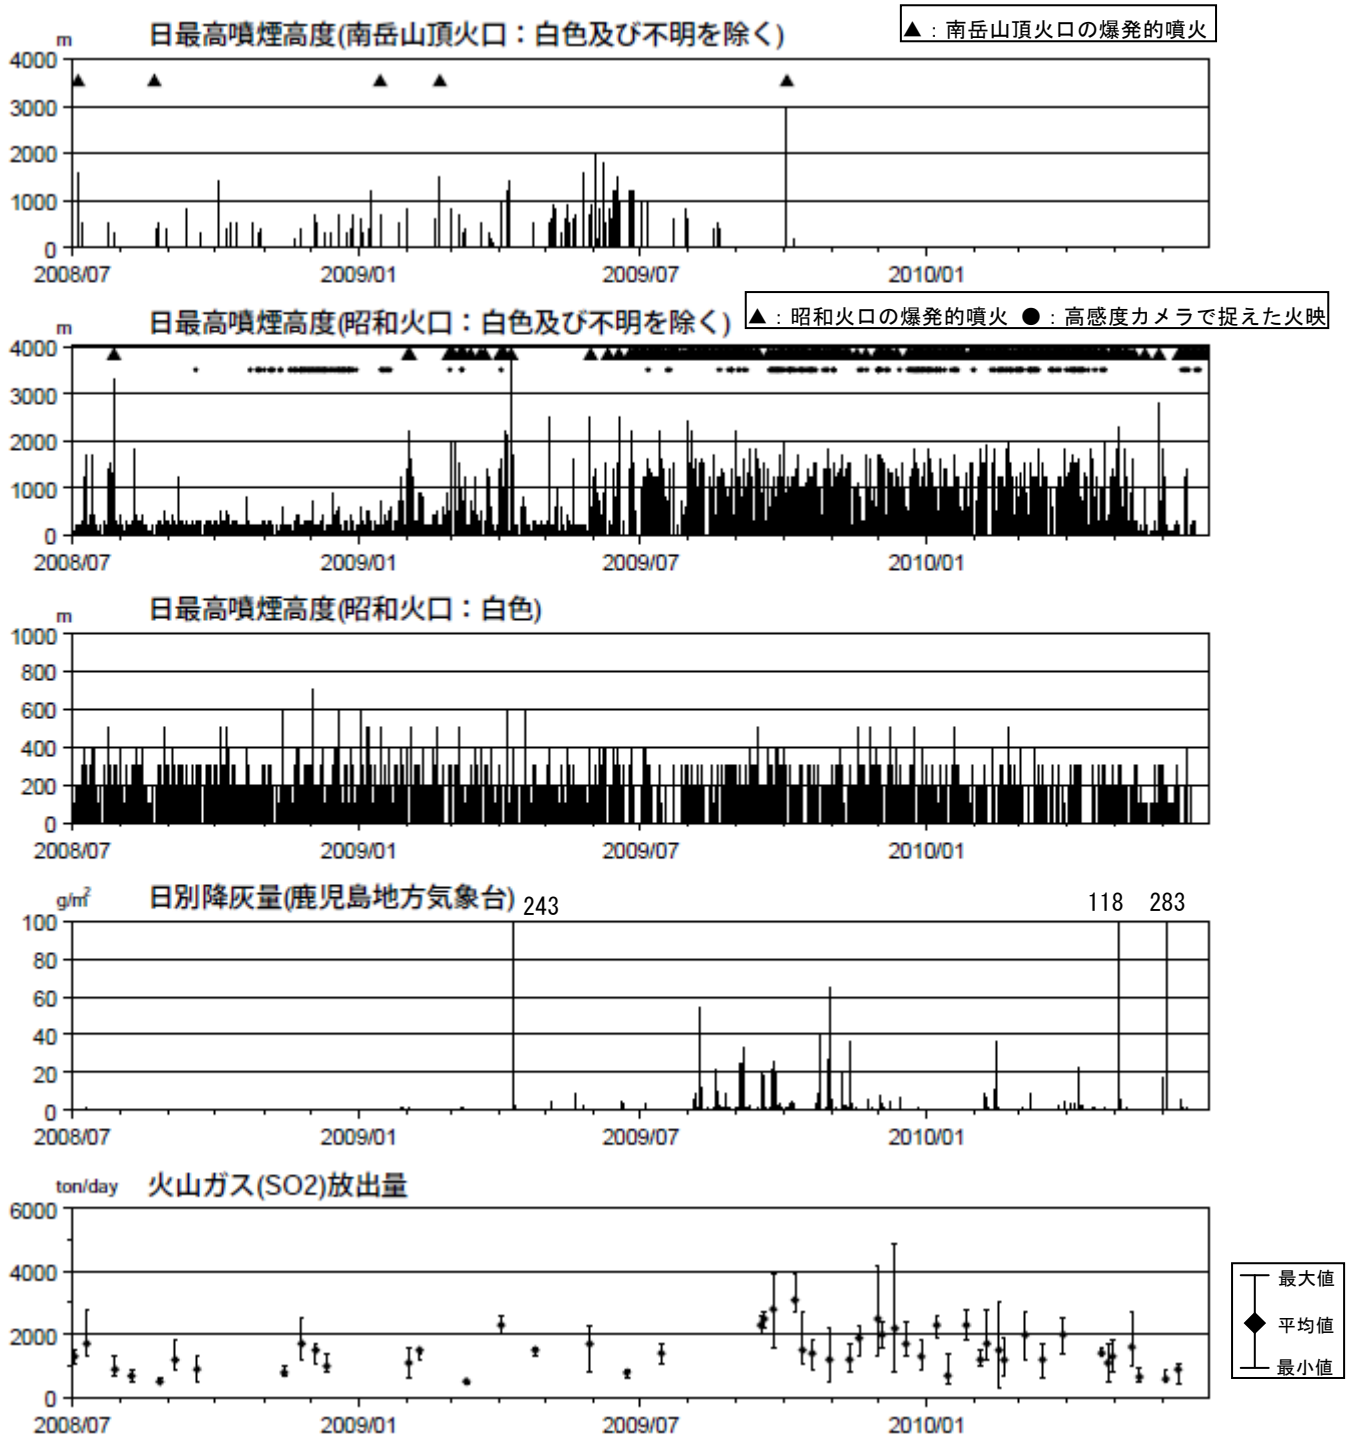 ▲：南岳山頂火口の爆発的噴火
m 日最高噴煙高度(南岳山頂火口：白色及び不明を除く)
4000
3000
2000
1000
0
2008/07 2009/01 2009/07 2010/01
▲：昭和火口の爆発的噴火 ●：高感度カメラで捉えた火映
m 日最高噴煙高度(昭和火口：白色及び不明を除く)
4000
3000
2000
1000
0
2008/07 2009/01 2009/07 2010/01
m 日最高噴煙高度(昭和火口：白色)
1000
800
600
400
200
0
2008/07 2009/01 2009/07 2010/01
g/㎡ 日別降灰量(鹿児島地方気象台) 243 118 283
100
80
60
40
20
0
2008/07 2009/01 2009/07 2010/01
ton/day 火山ガス(SO2)放出量
6000
4000
2000
0
2008/07 2009/01 2009/07 2010/01
最大値
平均値
最小値